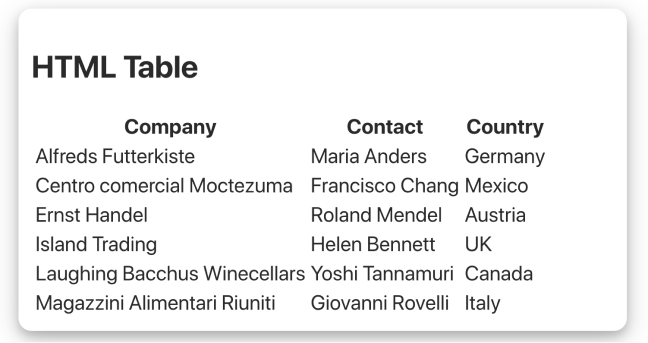 HTML Table
Company Contact Country
Alfreds Futterkiste Maria Anders Germany
Centro comercial Moctezuma Francisco Chang Mexico
Ernst Handel Roland Mendel Austria
Island Trading Helen Bennett UK
Laughing Bacchus Winecellars Yoshi Tannamuri Canada
Magazzini Alimentari Riuniti Giovanni Rovelli Italy